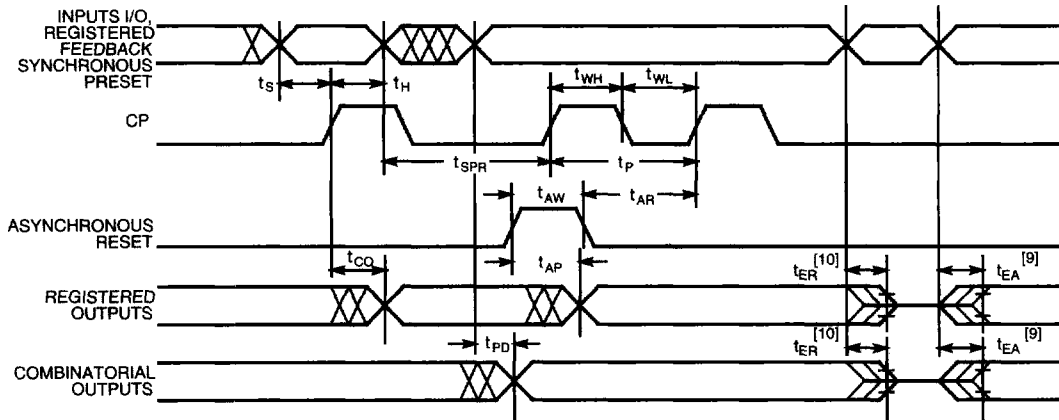 INPUTS I/O,
REGISTERED
FEEDBACK
SYNCHRONOUS
PRESET
tS
tH
tWH
tWL
CP
tSPR
tP
tAW
tAR
ASYNCHRONOUS
RESET
tCO
tAP
tER[10]
tEA[9]
REGISTERED
OUTPUTS
tPD
tER[10]
tEA[9]
COMBINATORIAL
OUTPUTS